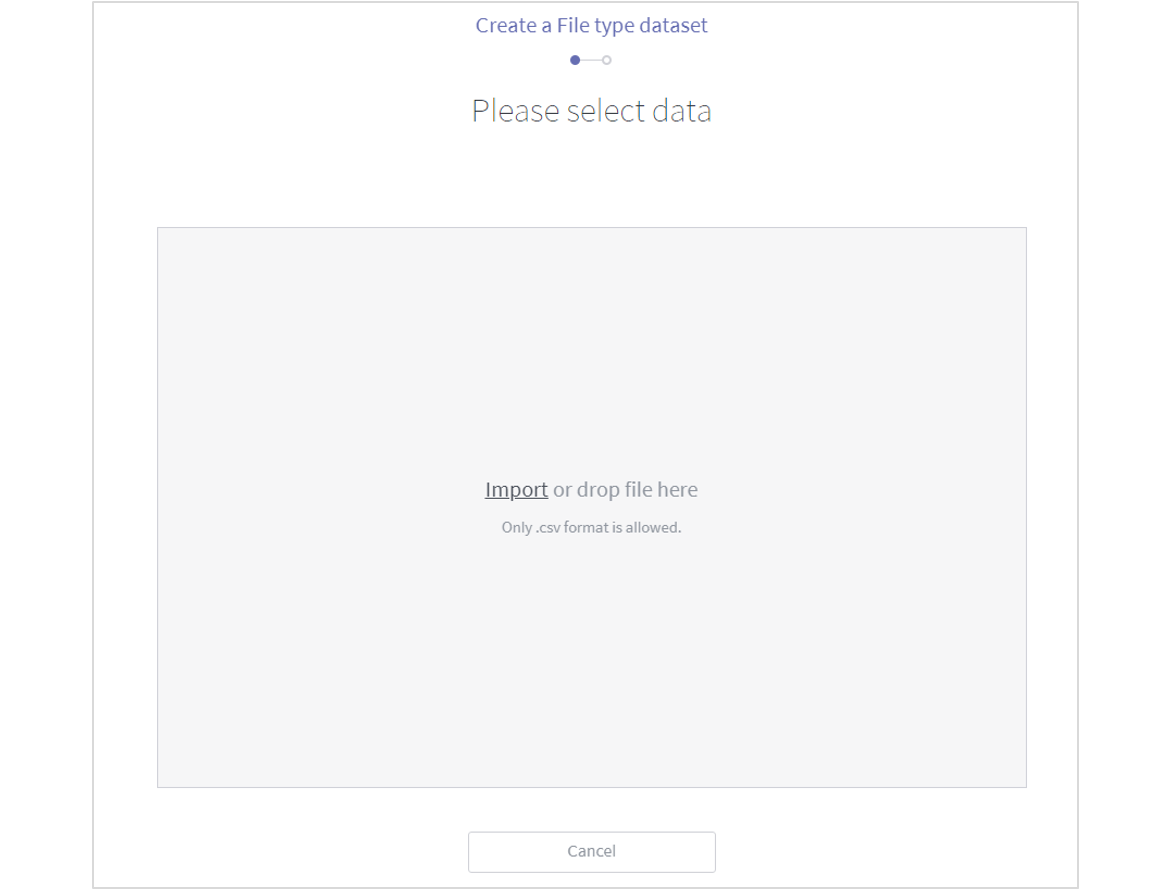 Create a File type dataset
Please select data
Import or drop file here
Only .csv format is allowed.
Cancel